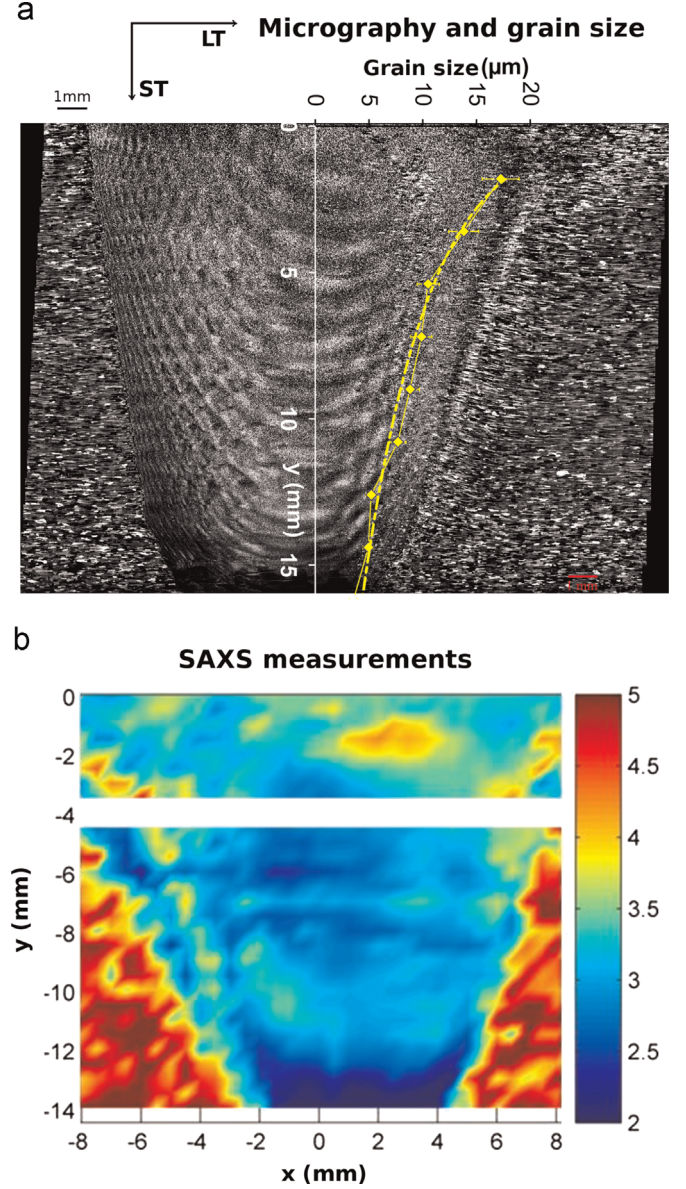 a
LT
Micrography and grain size
ST
Grain size(µm)
1mm
0 5 10 15 20
0
5
10
y (mm)
15
b
SAXS measurements
0
-2
-4
-6
-8
-10
-12
-14
y (mm)
-8 -6 -4 -2 0 2 4 6 8
x (mm)
5
4.5
4
3.5
3
2.5
2